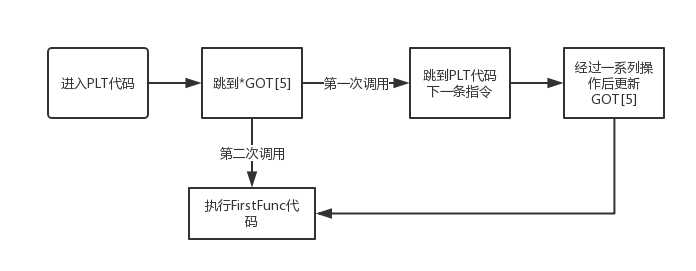 进入PLT代码
跳到*GOT[5]
第一次调用
跳到PLT代码
下一条指令
经过一系列操
作后更新
GOT[5]
第二次调用
执行FirstFunc代
码